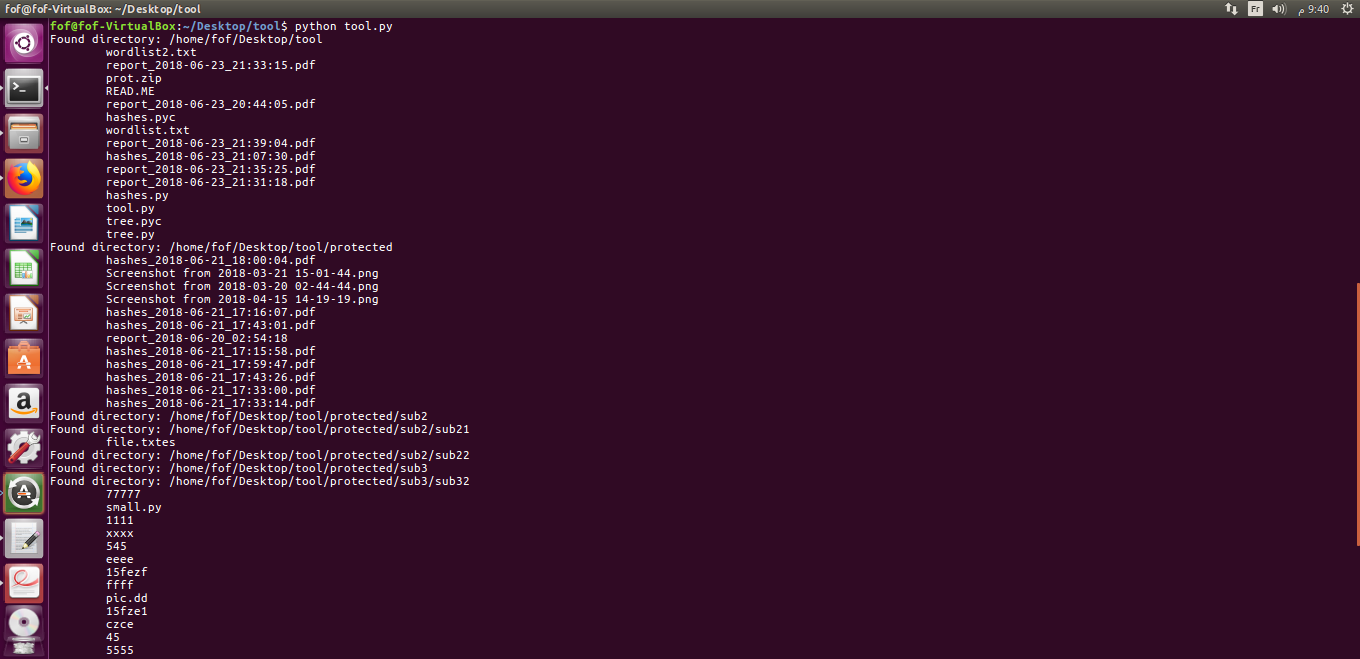 fof@fof-VirtualBox: ~/Desktop/tool
Fr
9:40 م
fof@fof-VirtualBox:~/Desktop/tool$ python tool.py
Found directory: /home/fof/Desktop/tool
wordlist2.txt
report_2018-06-23_21:33:15.pdf
prot.zip
READ.ME
report_2018-06-23_20:44:05.pdf
hashes.pyc
wordlist.txt
report_2018-06-23_21:39:04.pdf
hashes_2018-06-23_21:07:30.pdf
report_2018-06-23_21:35:25.pdf
report_2018-06-23_21:31:18.pdf
hashes.py
tool.py
tree.pyc
tree.py
Found directory: /home/fof/Desktop/tool/protected
hashes_2018-06-21_18:00:04.pdf
Screenshot from 2018-03-21 15-01-44.png
Screenshot from 2018-03-20 02-44-44.png
Screenshot from 2018-04-15 14-19-19.png
hashes_2018-06-21_17:16:07.pdf
hashes_2018-06-21_17:43:01.pdf
report_2018-06-20_02:54:18
hashes_2018-06-21_17:15:58.pdf
hashes_2018-06-21_17:59:47.pdf
hashes_2018-06-21_17:43:26.pdf
hashes_2018-06-21_17:33:00.pdf
hashes_2018-06-21_17:33:14.pdf
Found directory: /home/fof/Desktop/tool/protected/sub2
Found directory: /home/fof/Desktop/tool/protected/sub2/sub21
file.txtes
Found directory: /home/fof/Desktop/tool/protected/sub2/sub22
Found directory: /home/fof/Desktop/tool/protected/sub3
Found directory: /home/fof/Desktop/tool/protected/sub3/sub32
77777
small.py
1111
xxxx
545
eeee
15fezf
ffff
pic.dd
15fze1
czce
45
5555